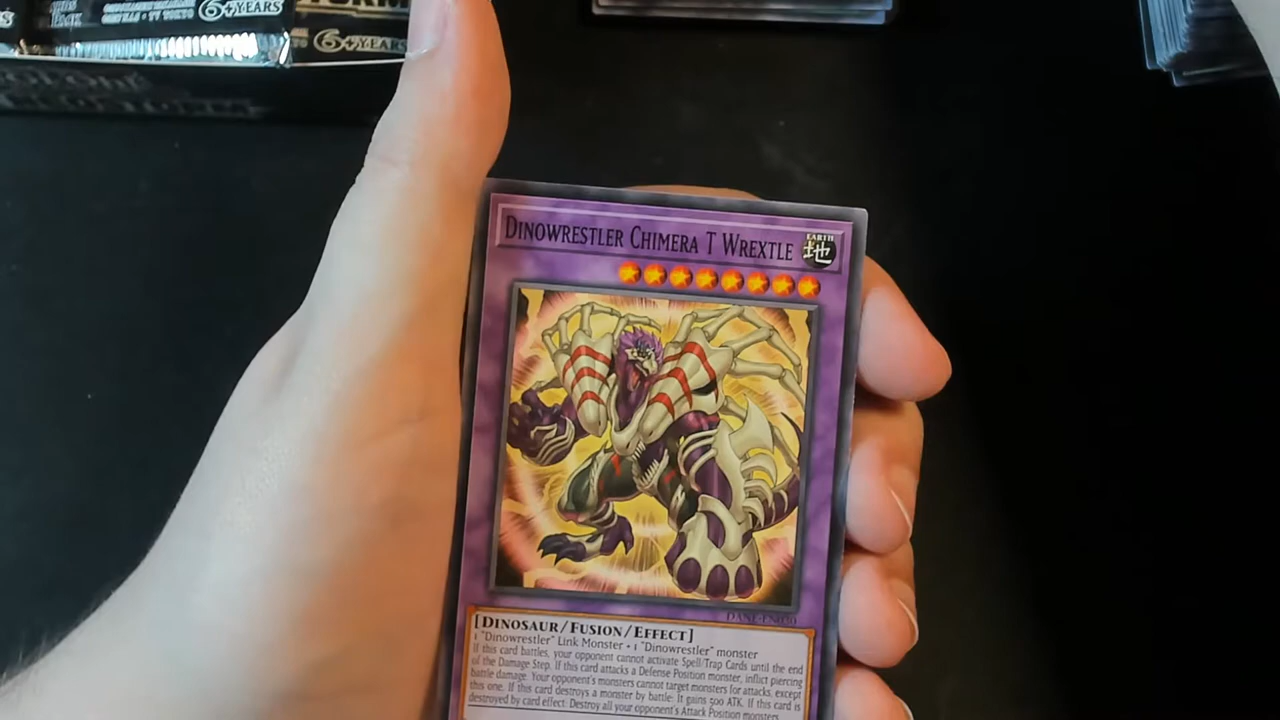 6+YEARS
6+YEARS
DINOWRESTLER CHIMERA T WREXTLE
EARTH
地
DANE-EN030
[DINOSAUR/FUSION/EFFECT]
1 "Dinowrestler" Link Monster + 1 "Dinowrestler" monster
If this card battles, your opponent cannot activate Spell/Trap Cards until the end
of the Damage Step. If this card attacks a Defense Position monster, inflict piercing
battle damage. Your opponent's monsters cannot target monsters for attacks, except
this one. If this card destroys a monster by battle: It gains 500 ATK. If this card is
destroyed by card effect: Destroy all your opponent's Attack Position monsters.